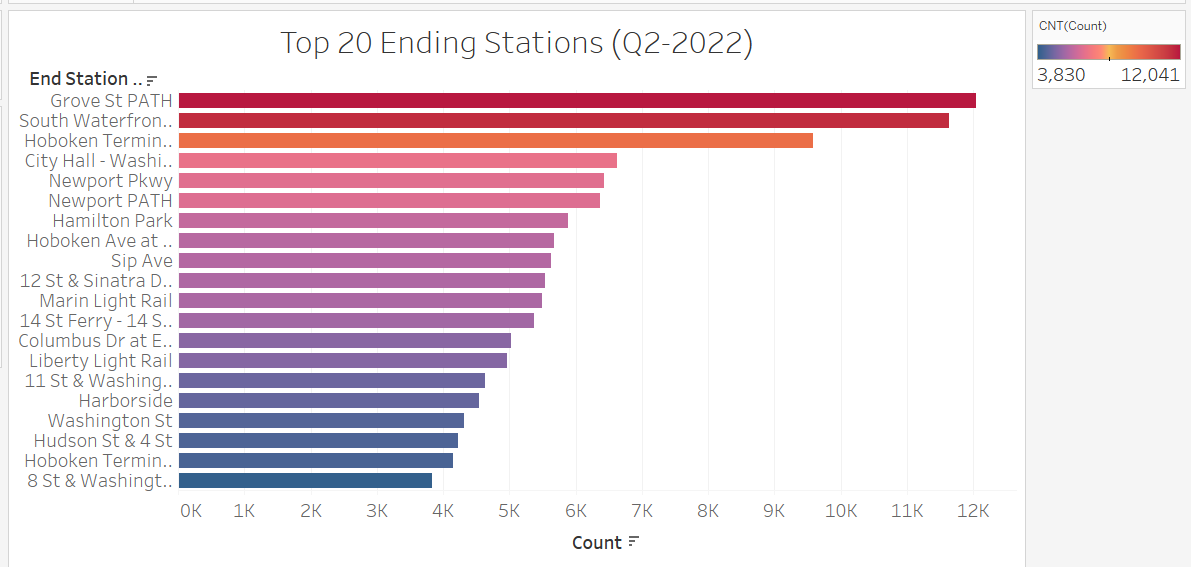 Top 20 Ending Stations (Q2-2022)
CNT(Count)
3,830 12,041
End Station ..
Grove St PATH
South Waterfron..
Hoboken Termin..
City Hall - Washi..
Newport Pkwy
Newport PATH
Hamilton Park
Hoboken Ave at ..
Sip Ave
12 St & Sinatra D..
Marin Light Rail
14 St Ferry - 14 S..
Columbus Dr at E..
Liberty Light Rail
11 St & Washing..
Harborside
Washington St
Hudson St & 4 St
Hoboken Termin..
8 St & Washingt..
0K 1K 2K 3K 4K 5K 6K 7K 8K 9K 10K 11K 12K
Count